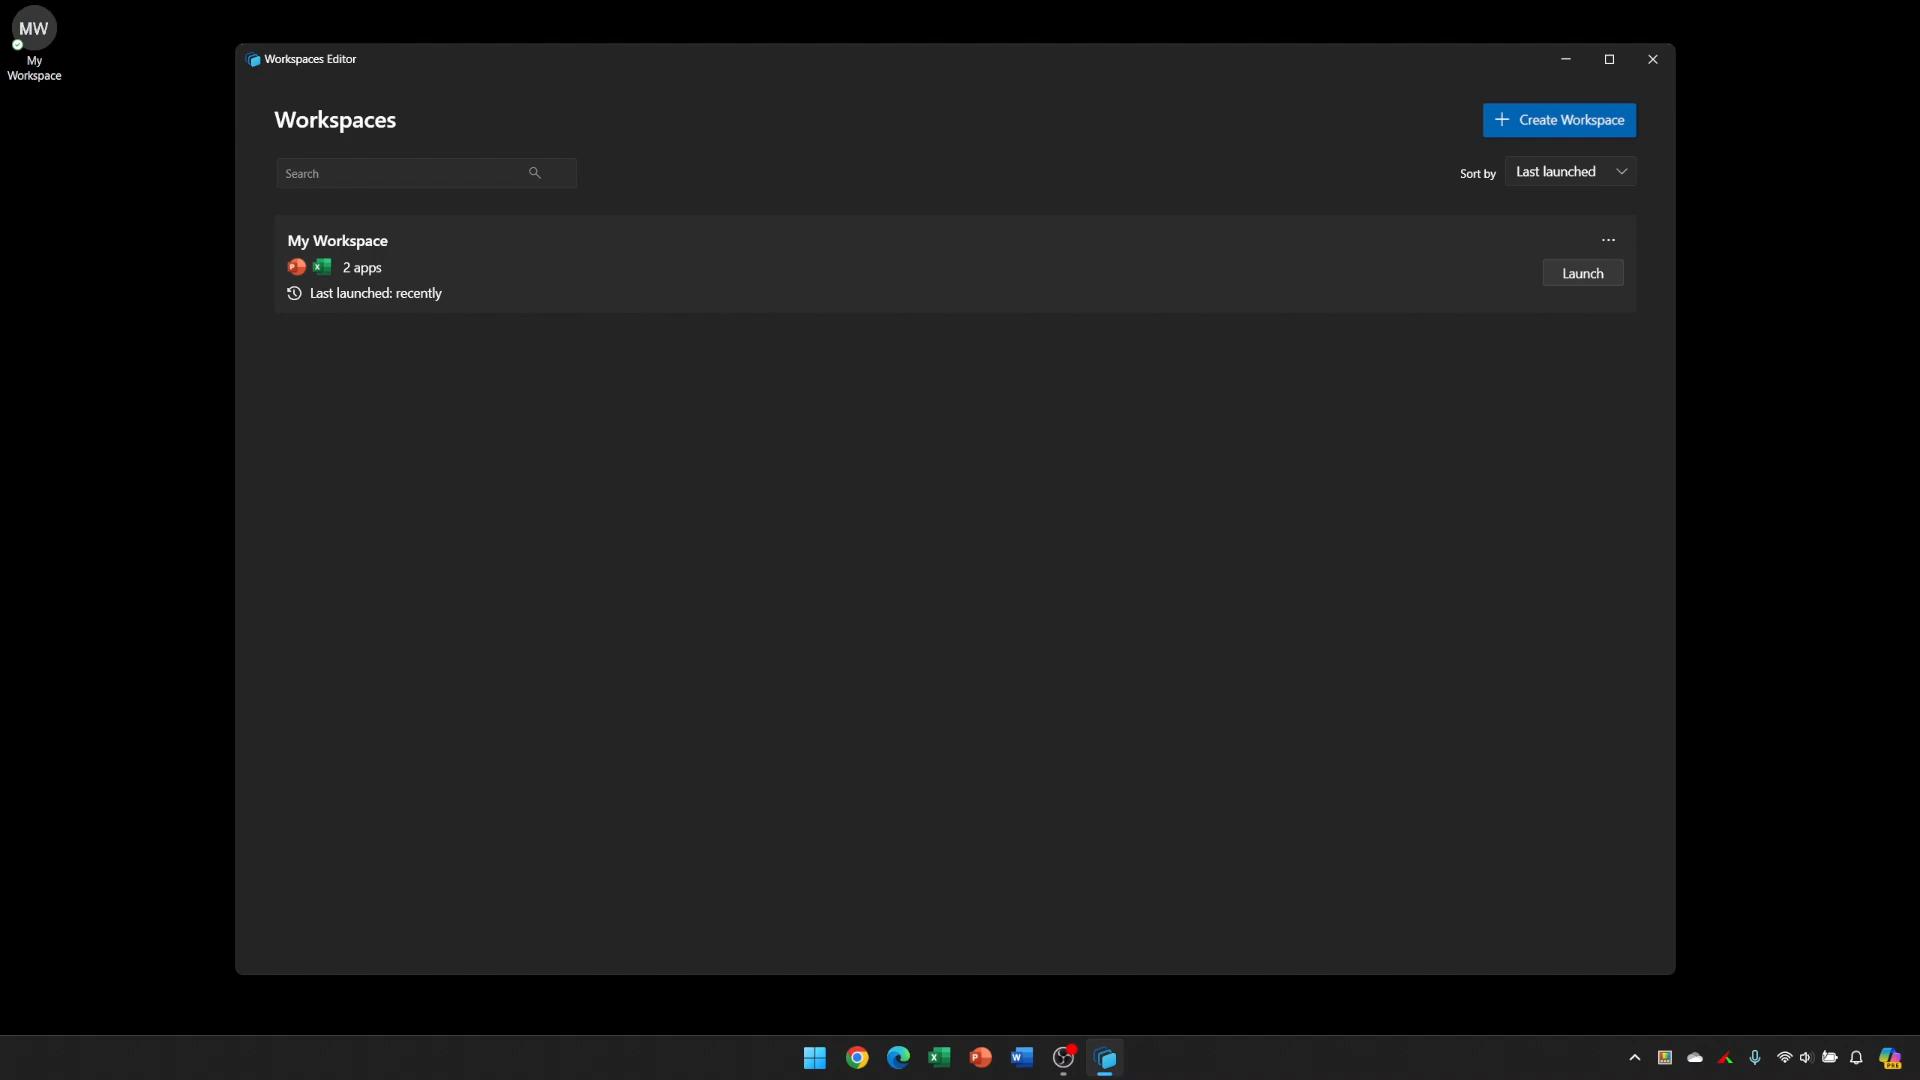 MW
My
Workspace
Workspaces Editor
Workspaces
Create Workspace
Search
Sort by
Last launched
My Workspace
2 apps
Launch
Last launched: recently
PRE